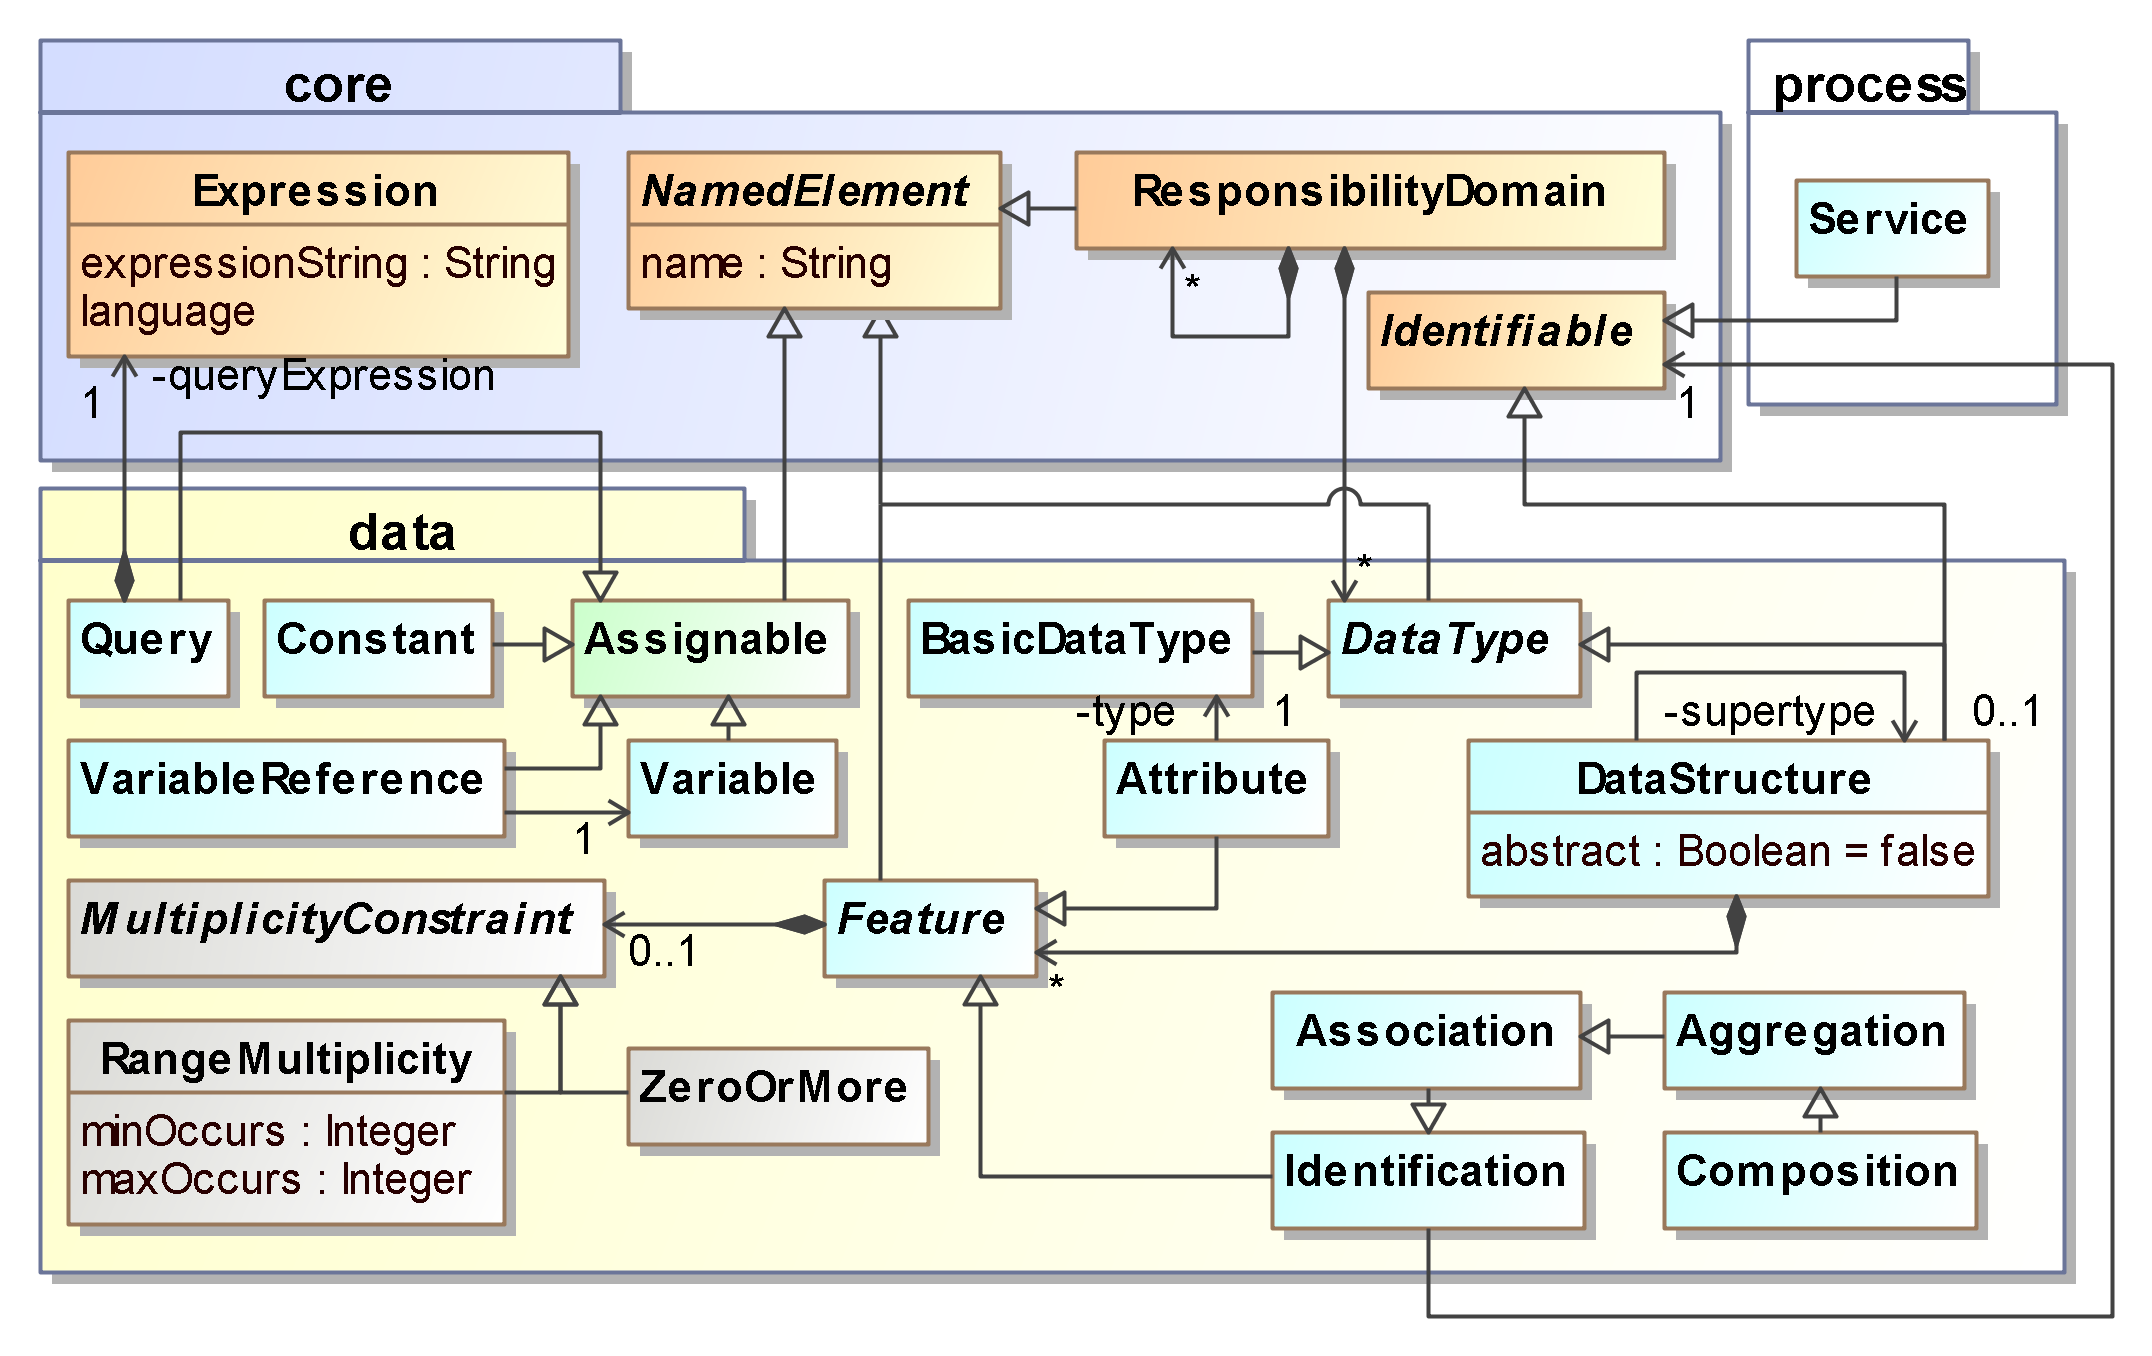 core
process
Expression
expressionString : String
language
NamedElement
name : String
ResponsibilityDomain
*
Service
Identifiable
1
-queryExpression
1
data
*
Query
Constant
Assignable
BasicDataType
DataType
-type
1
-supertype
0..1
VariableReference
1
Variable
Attribute
DataStructure
abstract : Boolean = false
MultiplicityConstraint
0..1
Feature
*
RangeMultiplicity
minOccurs : Integer
maxOccurs : Integer
ZeroOrMore
Association
Aggregation
Identification
Composition